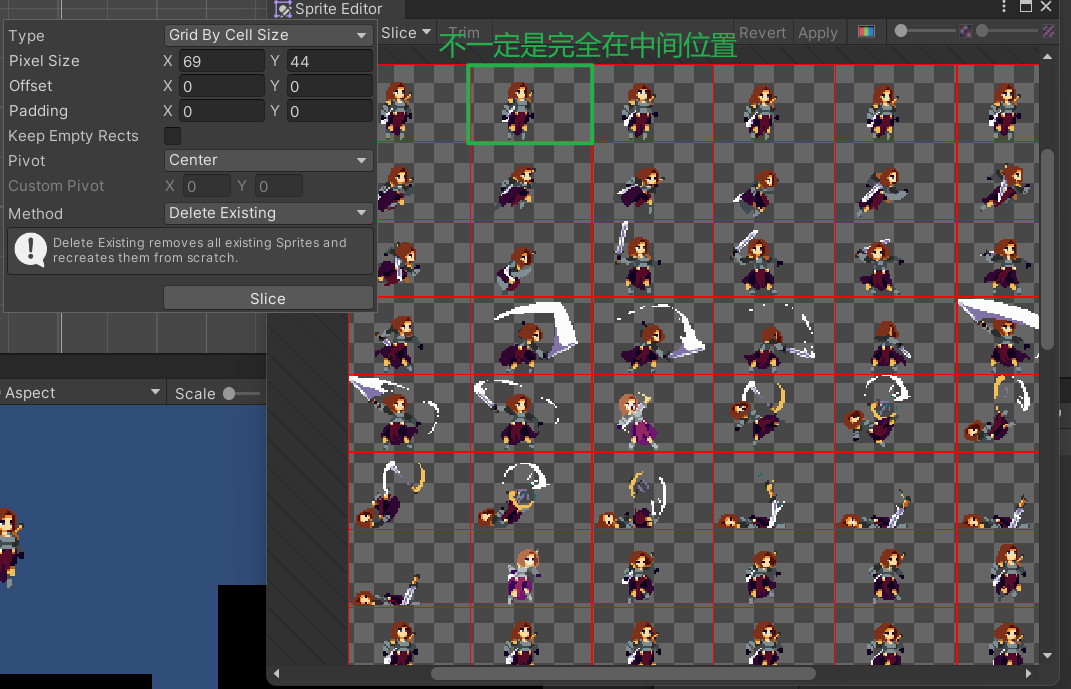 Sprite Editor
Type Grid By Cell Size
Slice Trim Revert Apply
不一定是完全在中间位置
Pixel Size X 69 Y 44
Offset X 0 Y 0
Padding X 0 Y 0
Keep Empty Rects
Pivot Center
Custom Pivot X 0 Y 0
Method Delete Existing
Delete Existing removes all existing Sprites and
recreates them from scratch.
Slice
Aspect Scale